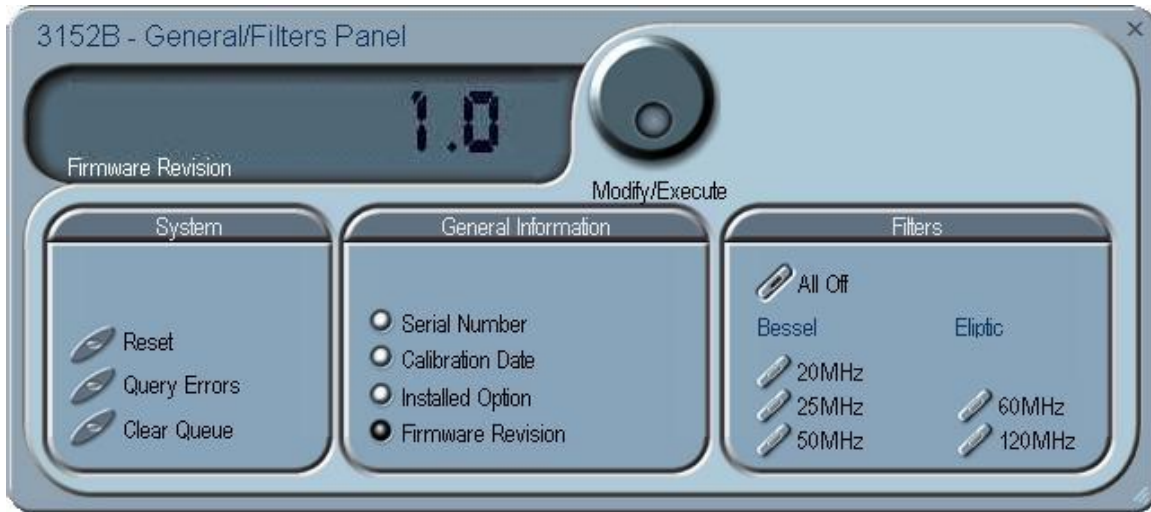 3152B - General/Filters Panel
1.0
Firmware Revision
Modify/Execute
System
Reset
Query Errors
Clear Queue
General Information
Serial Number
Calibration Date
Installed Option
Firmware Revision
Filters
All Off
Bessel
20MHz
25MHz
50MHz
Eliptic
60MHz
120MHz